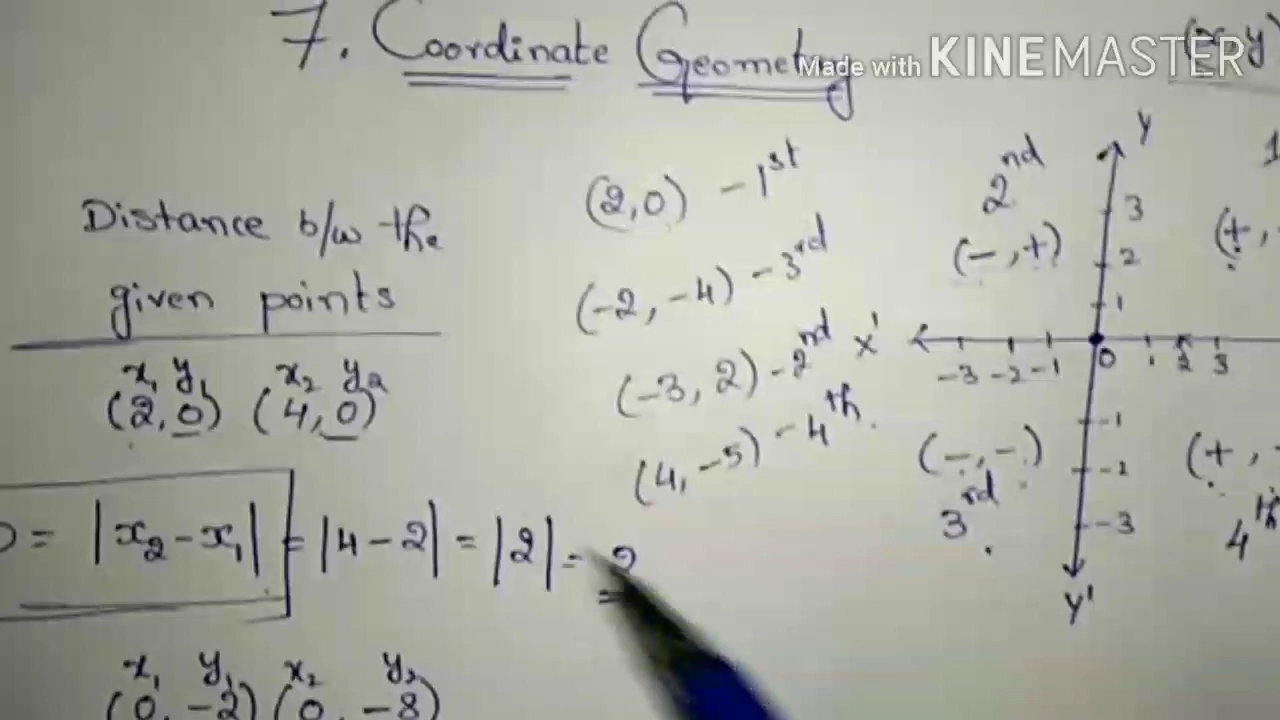 7. Coordinate Geometry
Made with KINEMASTER
Distance b/w the
given points
x₁ y₁ x₂ y₂
(2,0) (4,0)
= |x₂ - x₁| = |4 - 2| = |2| = 2
x₁ y₁ x₂ y₂
(0, -2) (0, -8)
(2,0) - 1st
(-2, -4) - 3rd
(-3, 2) - 2nd
(4, -5) - 4th.
2nd
(-, +)
(+,
Y
3
2
1
X'
-3 -2 -1 0 1 2 3
-1
-2
-3
Y'
(-, -)
3rd
(+, -
4th